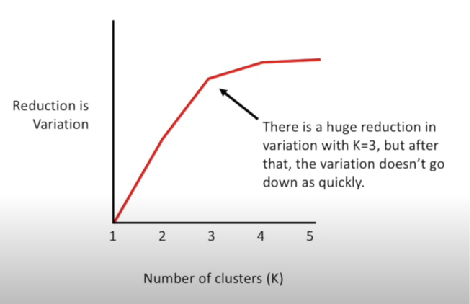 Reduction is
Variation
There is a huge reduction in
variation with K=3, but after
that, the variation doesn't go
down as quickly.
1 2 3 4 5
Number of clusters (K)